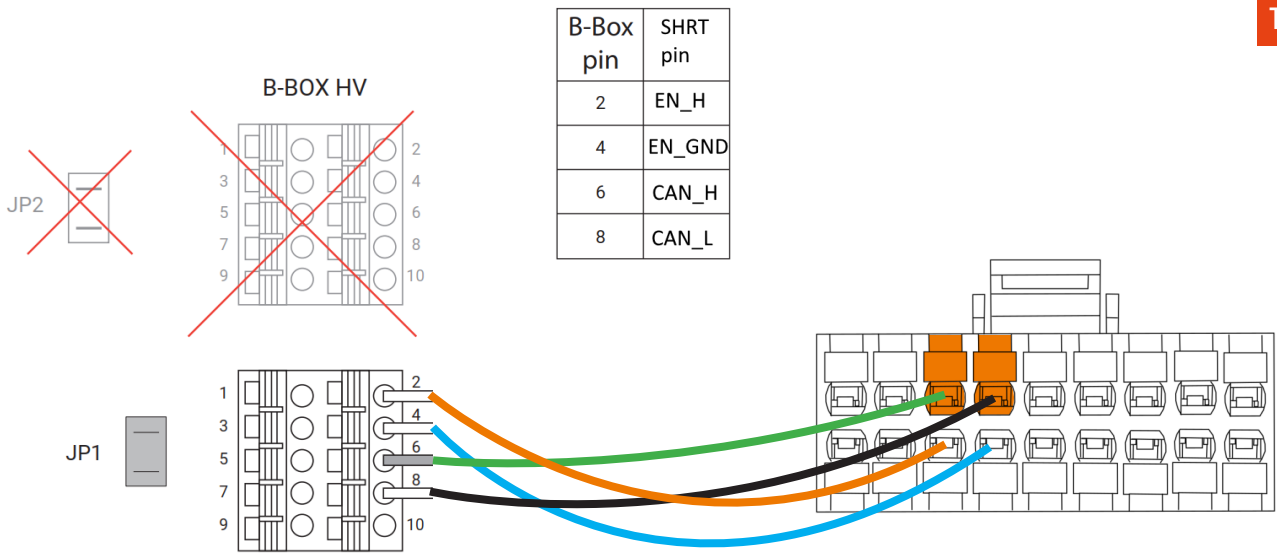 B-Box pin SHRT pin
2 EN_H
4 EN_GND
6 CAN_H
8 CAN_L
B-BOX HV
1 2
3 4
JP2
5 6
7 8
9 10
1 2
3 4
JP1
5 6
7 8
9 10